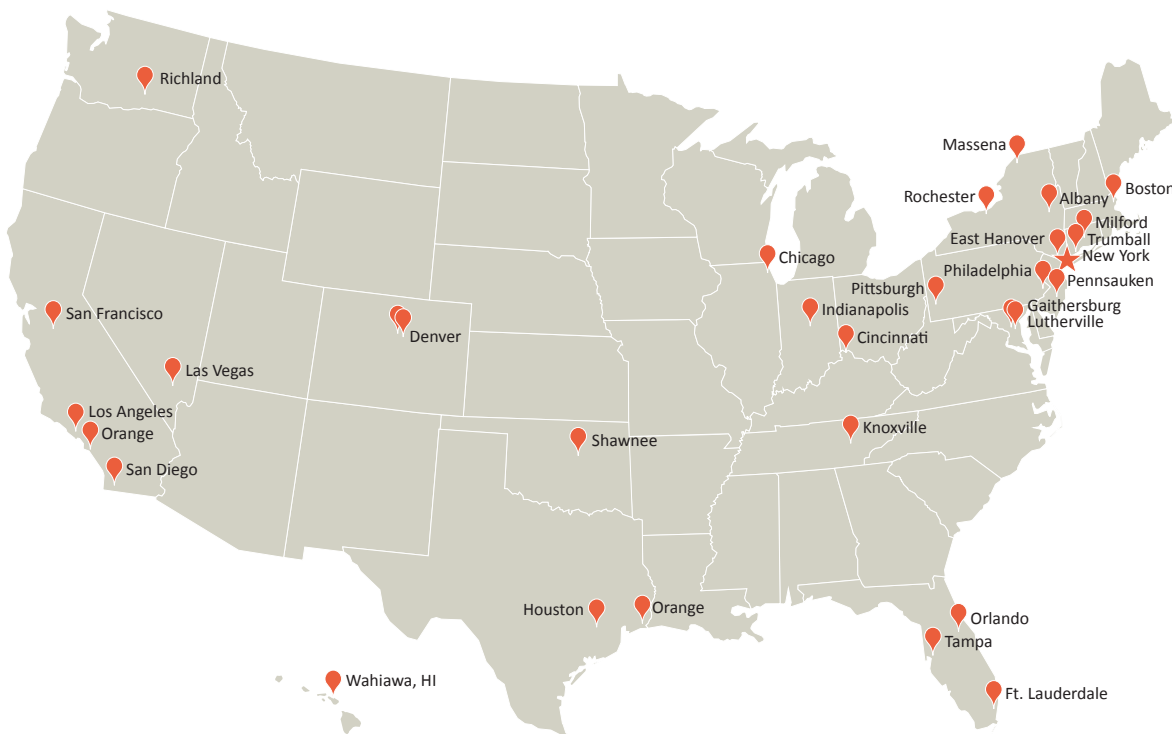 Richland
Massena
Rochester
Albany
Boston
Milford
East Hanover
Trumball
New York
Chicago
Philadelphia
Pennsauken
Pittsburgh
San Francisco
Indianapolis
Gaithersburg
Lutherville
Denver
Cincinnati
Las Vegas
Los Angeles
Orange
Shawnee
Knoxville
San Diego
Houston
Orange
Orlando
Tampa
Wahiawa, HI
Ft. Lauderdale